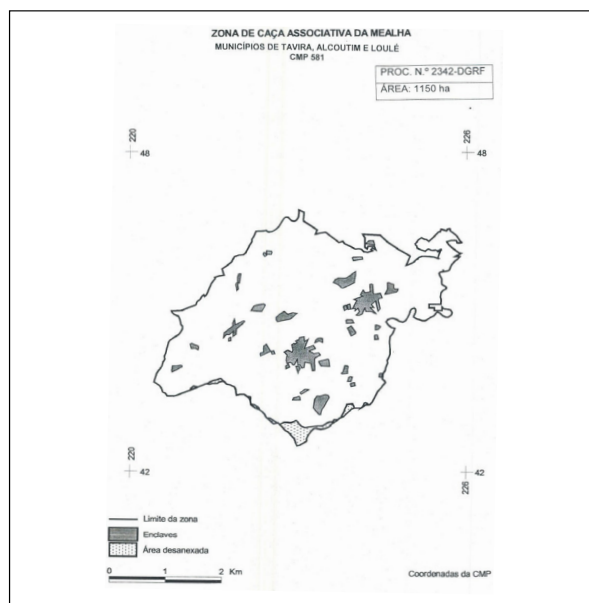 ZONA DE CAÇA ASSOCIATIVA DA MEALHA
MUNICÍPIOS DE TAVIRA, ALCOUTIM E LOULÉ
CMP 581
PROC. N.º 2342-DGRF
ÁREA: 1150 ha
220
48
226
48
220
42
226
42
Limite da zona
Enclaves
Área desanexada
0 1 2 Km
Coordenadas da CMP